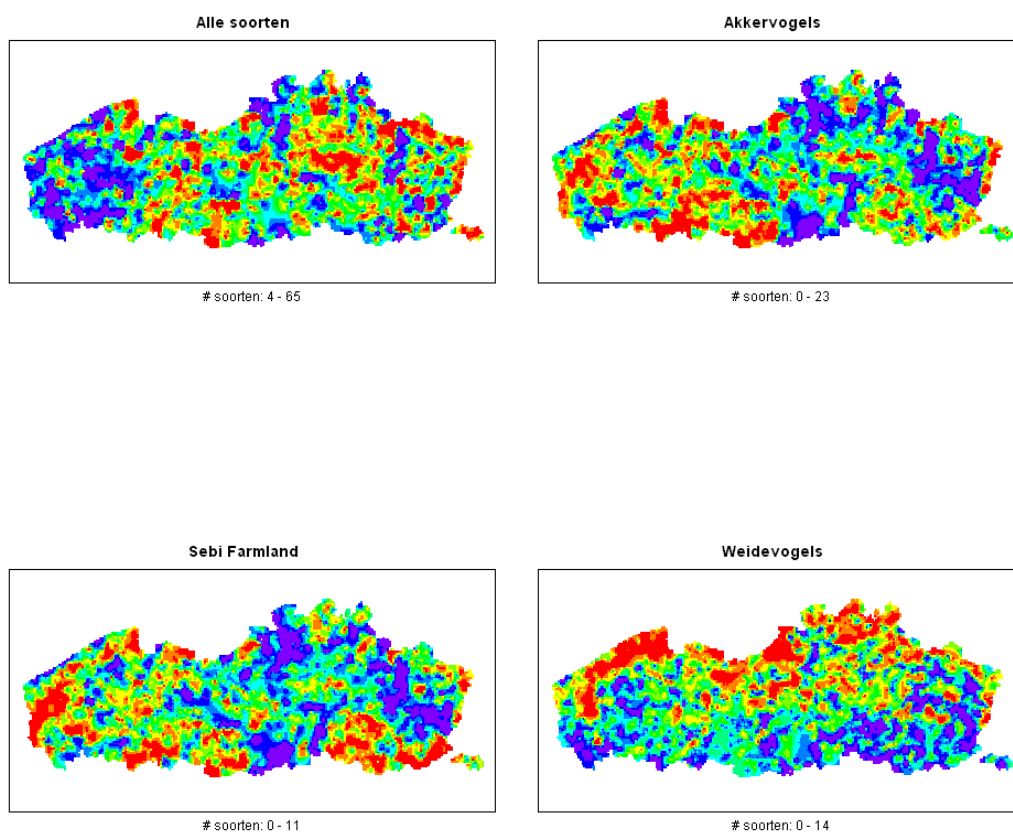 Alle soorten
# soorten: 4 - 65
Akkervogels
# soorten: 0 - 23
Sebi Farmland
# soorten: 0 - 11
Weidevogels
# soorten: 0 - 14